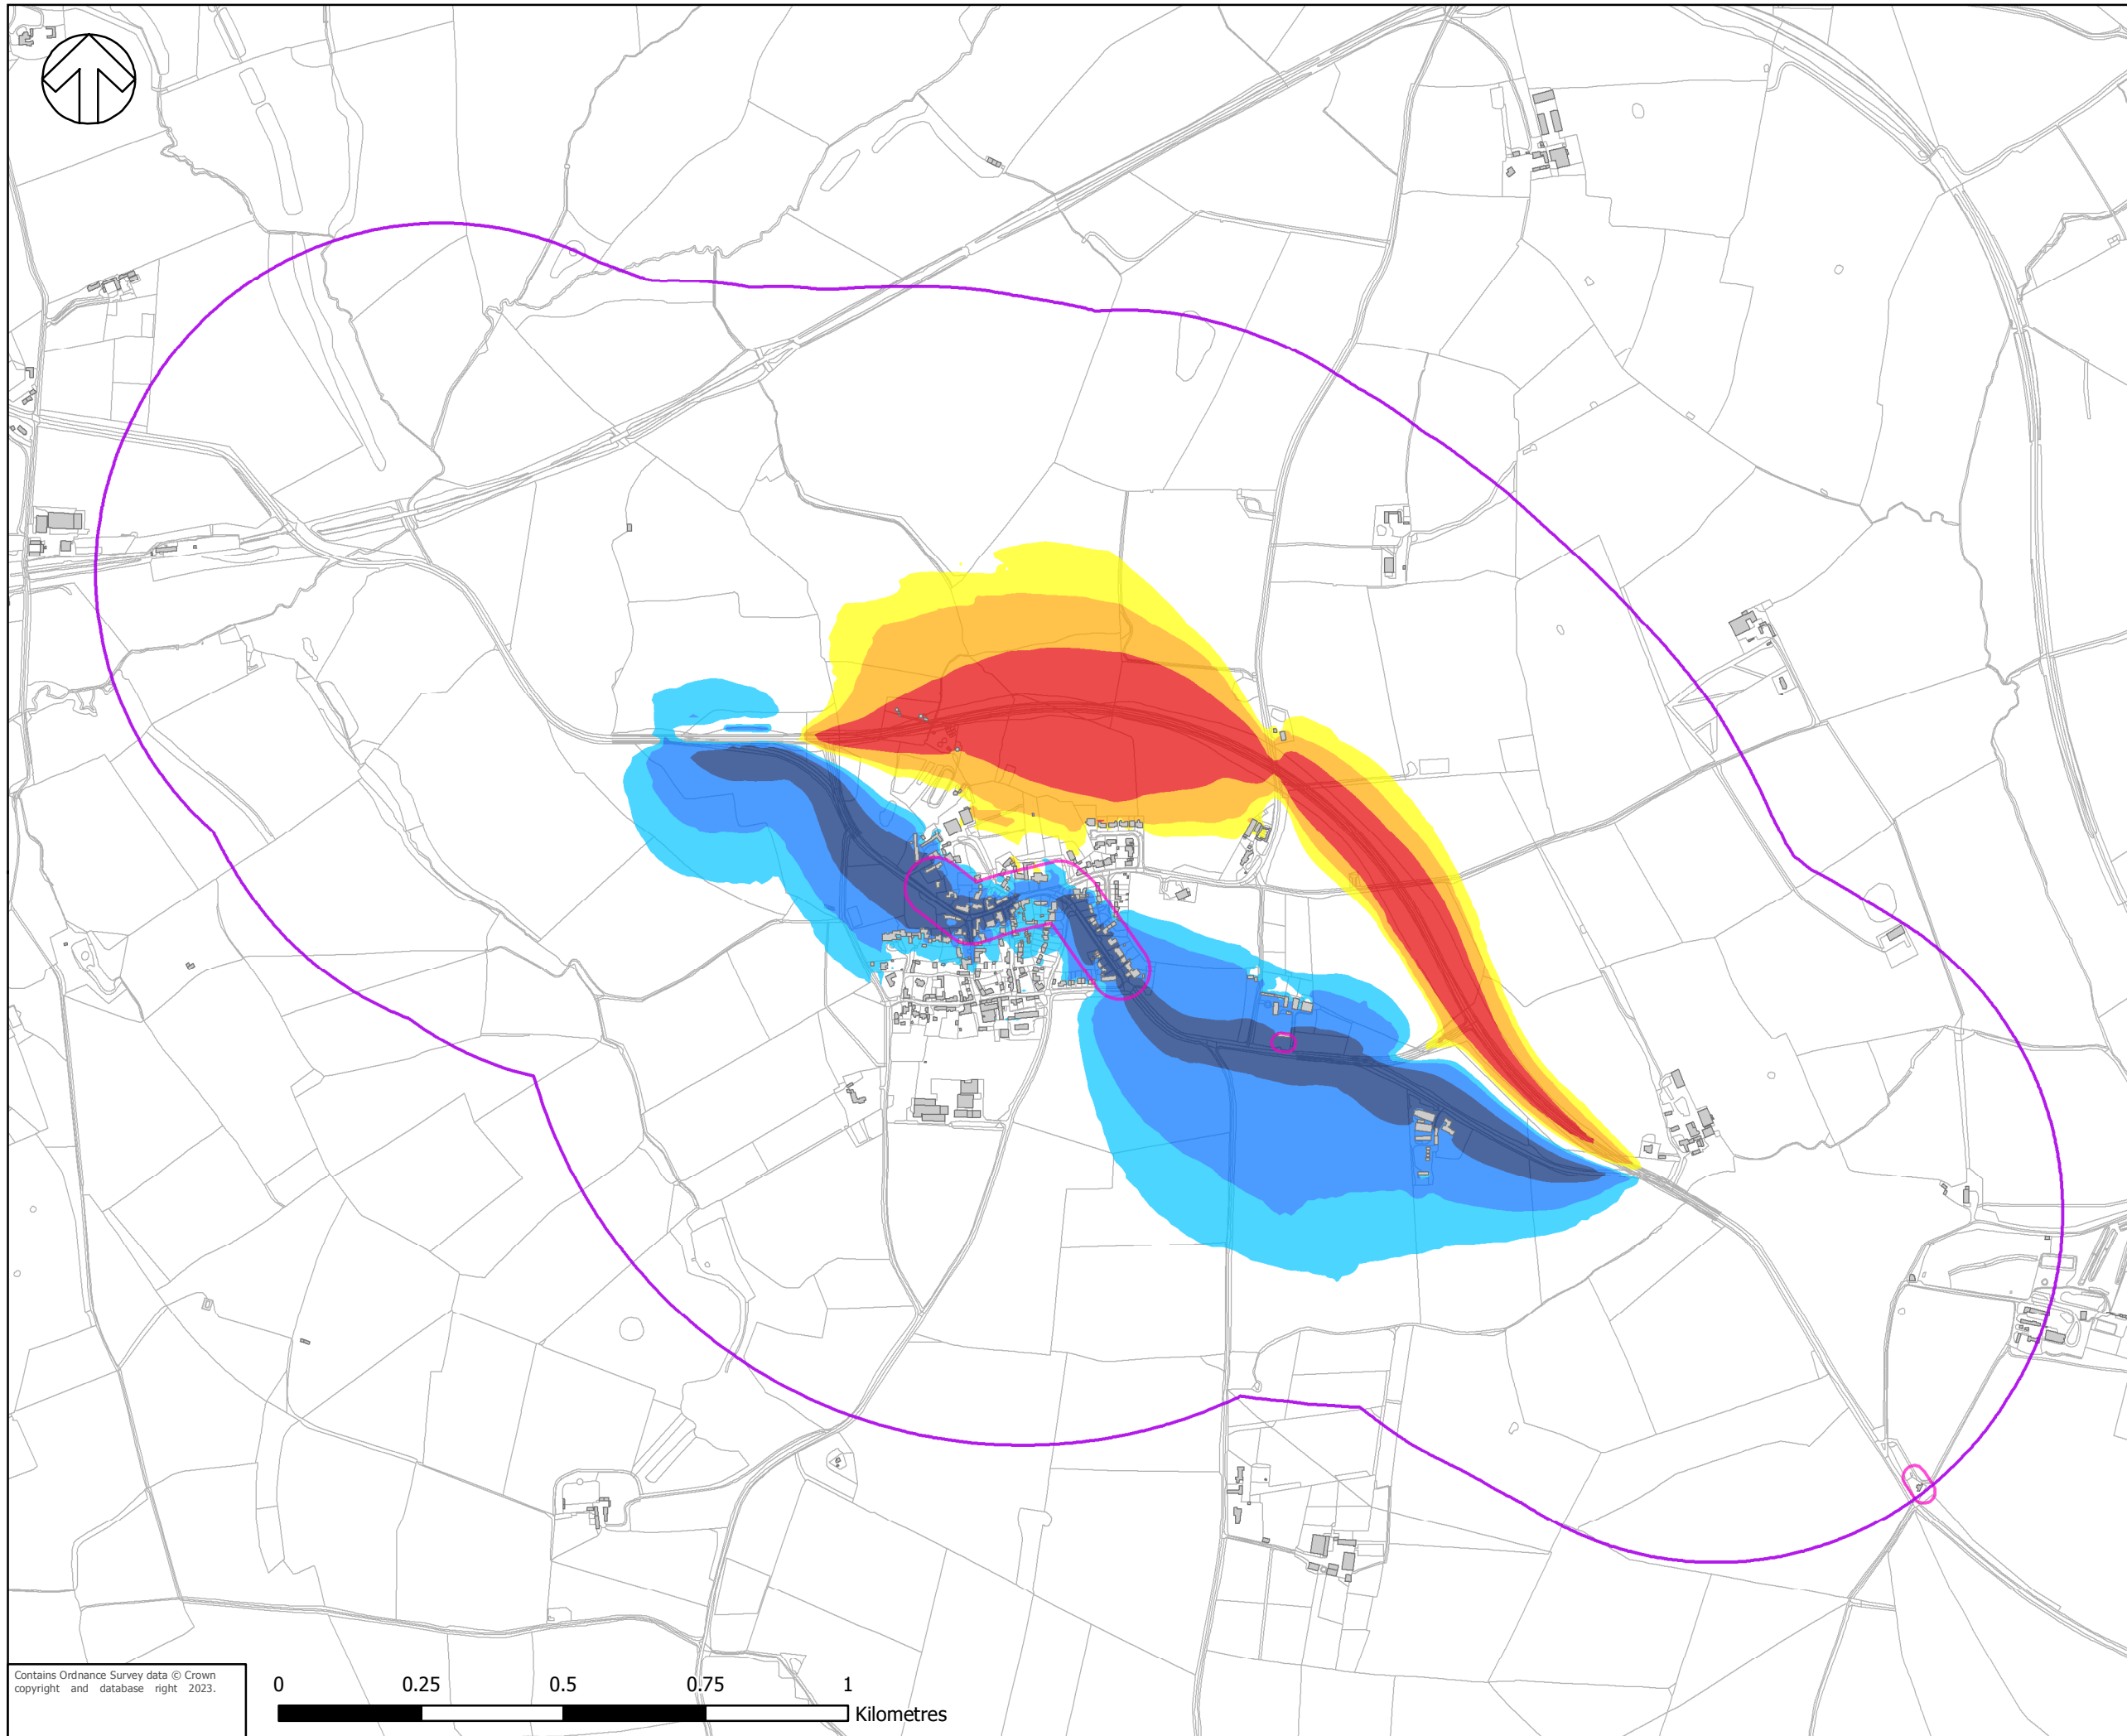 Contains Ordnance Survey data © Crown
copyright and database right 2023.
0 0.25 0.5 0.75 1
Kilometres